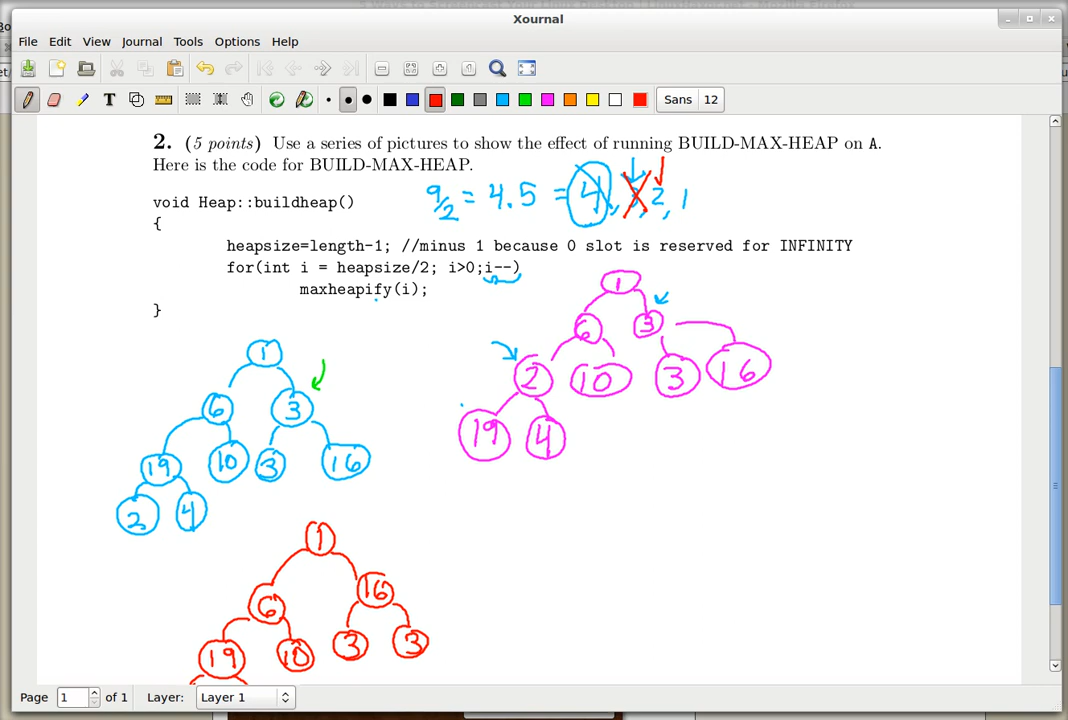 Xournal
File Edit View Journal Tools Options Help
Sans 12
2. (5 points) Use a series of pictures to show the effect of running BUILD-MAX-HEAP on A.
Here is the code for BUILD-MAX-HEAP.
9/2 = 4.5 = 4, 3, 2, 1
void Heap::buildheap()
{
heapsize=length-1; //minus 1 because 0 slot is reserved for INFINITY
for(int i = heapsize/2; i>0;i--)
maxheapify(i);
}
1
6 3
2 10 3 16
19 4
1
6 3
19 10 3 16
2 4
1
6 16
19 10 3 3
Page 1 of 1 Layer: Layer 1